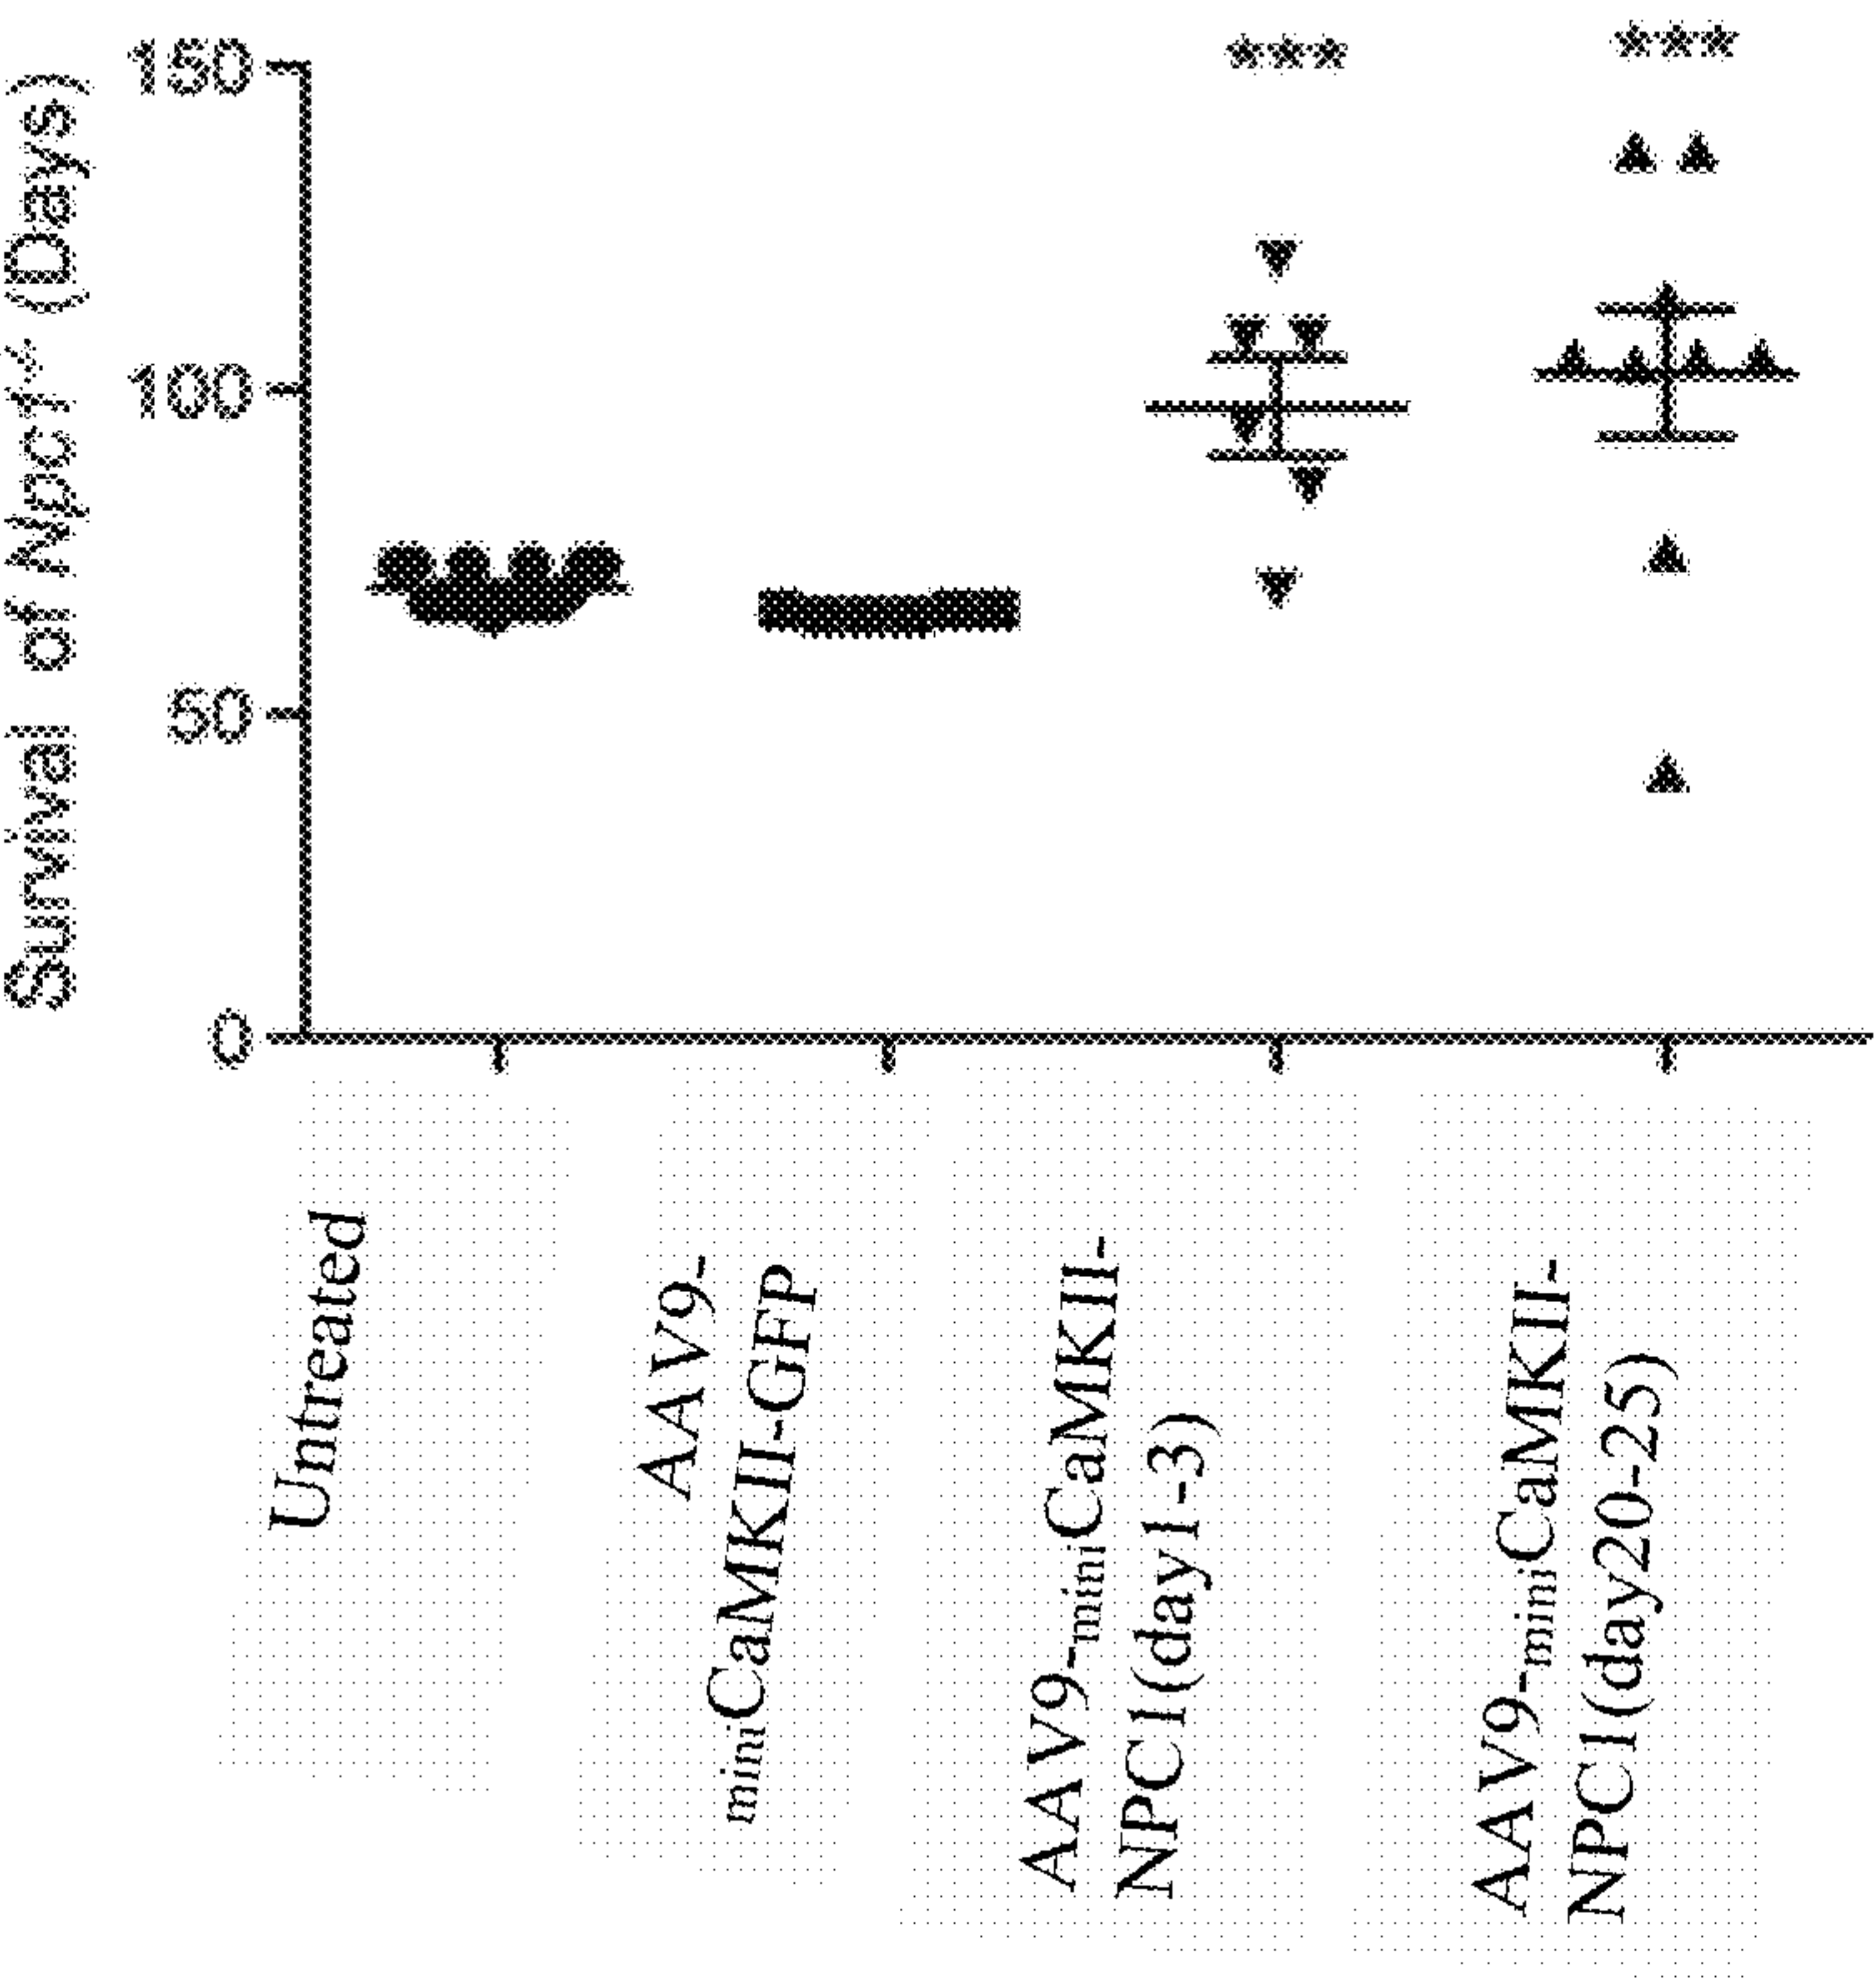 Survival of Npc1-/- (Days)
150
100
50
0
***
***
Untreated
AAV9-
miniCaMKII-GFP
AAV9-miniCaMKII-
NPC1(day1-3)
AAV9-miniCaMKII-
NPC1(day20-25)